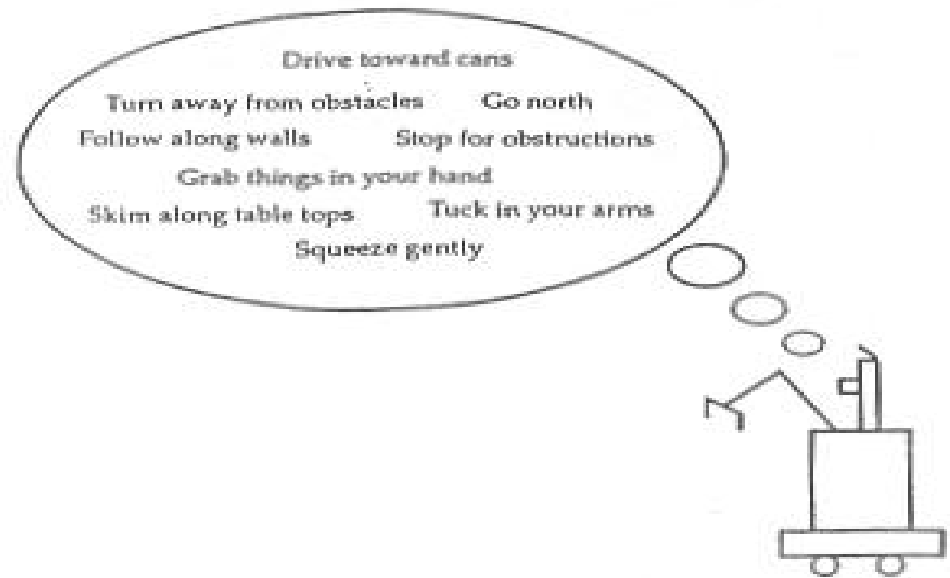 Drive toward cans
Turn away from obstacles Go north
Follow along walls Stop for obstructions
Grab things in your hand
Skim along table tops Tuck in your arms
Squeeze gently